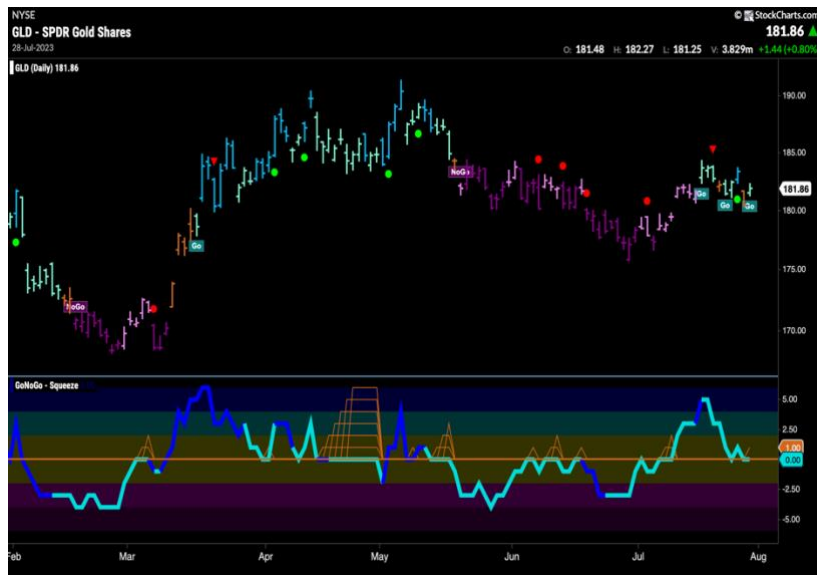 NYSE
© StockCharts.com
GLD - SPDR Gold Shares
181.86
28-Jul-2023
O: 181.48 H: 182.27 L: 181.25 V: 3.829m +1.44 (+0.80%
GLD (Daily) 181.86
190.00
185.00
181.86
180.00
175.00
170.00
NoGo
Go
NoGo
Go
Go
Go
GoNoGo - Squeeze
5.00
2.50
1.00
0.00
-2.50
-5.00
Feb Mar Apr May Jun Jul Aug